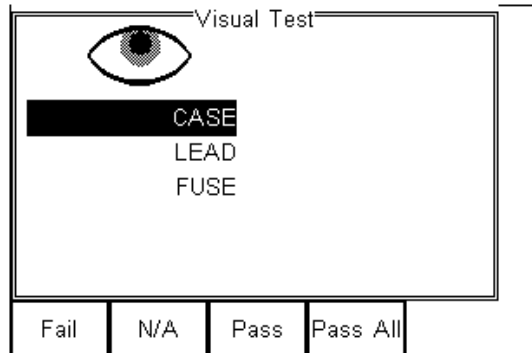 Visual Test
CASE
LEAD
FUSE
Fail N/A Pass Pass All